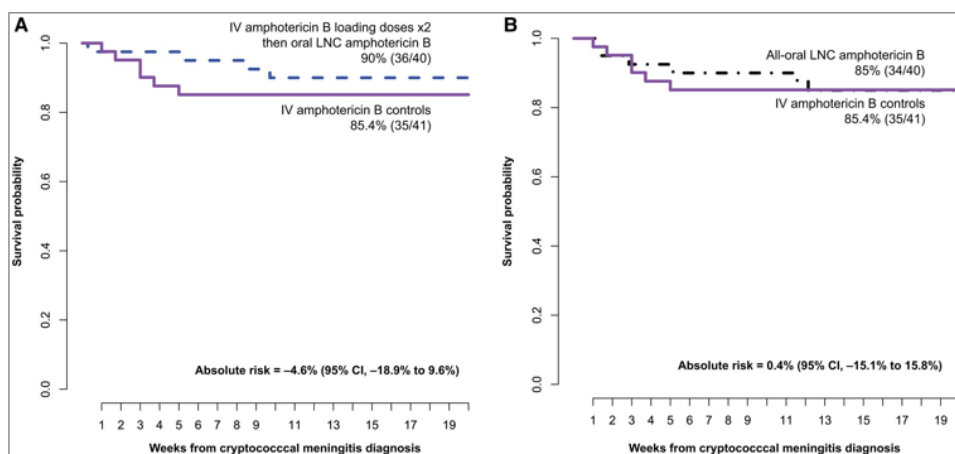 A
IV amphotericin B loading doses x2
then oral LNC amphotericin B
90% (36/40)
IV amphotericin B controls
85.4% (35/41)
Survival probability
1.0
0.8
0.6
0.4
0.2
0.0
Absolute risk = –4.6% (95% CI, –18.9% to 9.6%)
1 2 3 4 5 6 7 8 9 11 13 15 17 19
Weeks from cryptococccal meningitis diagnosis
B
All-oral LNC amphotericin B
85% (34/40)
IV amphotericin B controls
85.4% (35/41)
Survival probability
1.0
0.8
0.6
0.4
0.2
0.0
Absolute risk = 0.4% (95% CI, –15.1% to 15.8%)
1 2 3 4 5 6 7 8 9 11 13 15 17 19
Weeks from cryptococccal meningitis diagnosis